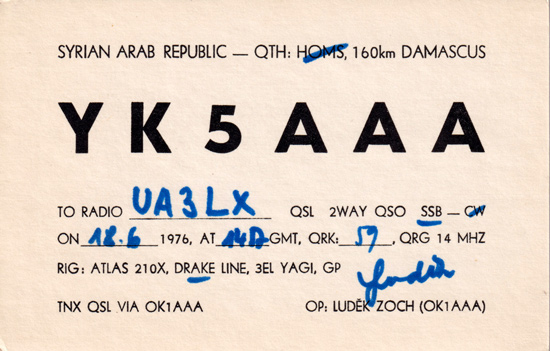 SYRIAN ARAB REPUBLIC — QTH: HOMS, 160km DAMASCUS
YK5AAA
TO RADIO UA3LX QSL 2WAY QSO SSB — CW
ON 18.6 1976, AT GMT, QRK: 59, QRG 14 MHZ
RIG: ATLAS 210X, DRAKE LINE, 3EL YAGI, GP
TNX QSL VIA OK1AAA OP: LUDĚK ZOCH (OK1AAA)